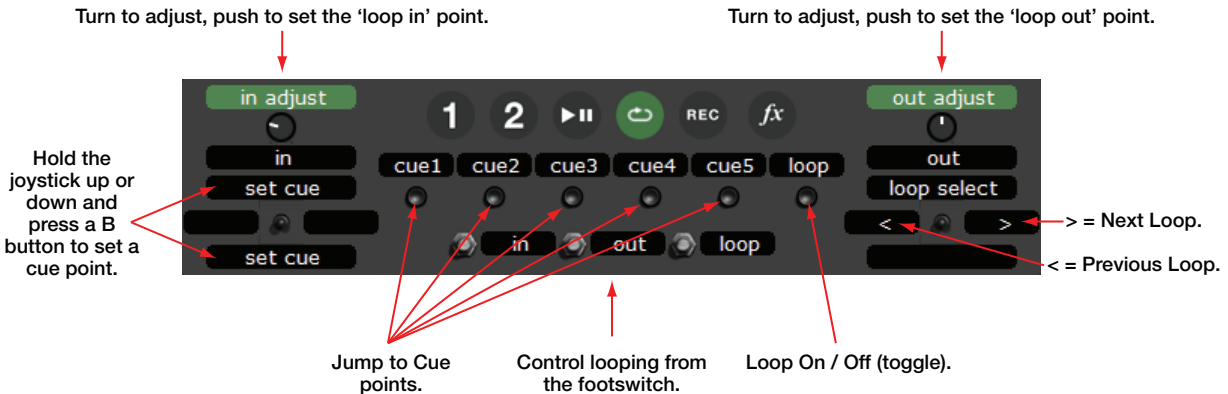 Turn to adjust, push to set the ‘loop in’ point.
Turn to adjust, push to set the ‘loop out’ point.
in adjust
1 2 REC fx
out adjust
in
cue1 cue2 cue3 cue4 cue5 loop
out
set cue
loop select
Hold the
joystick up or
down and
press a B
button to set a
cue point.
< >
> = Next Loop.
in out loop
set cue
< = Previous Loop.
Jump to Cue
points.
Control looping from
the footswitch.
Loop On / Off (toggle).